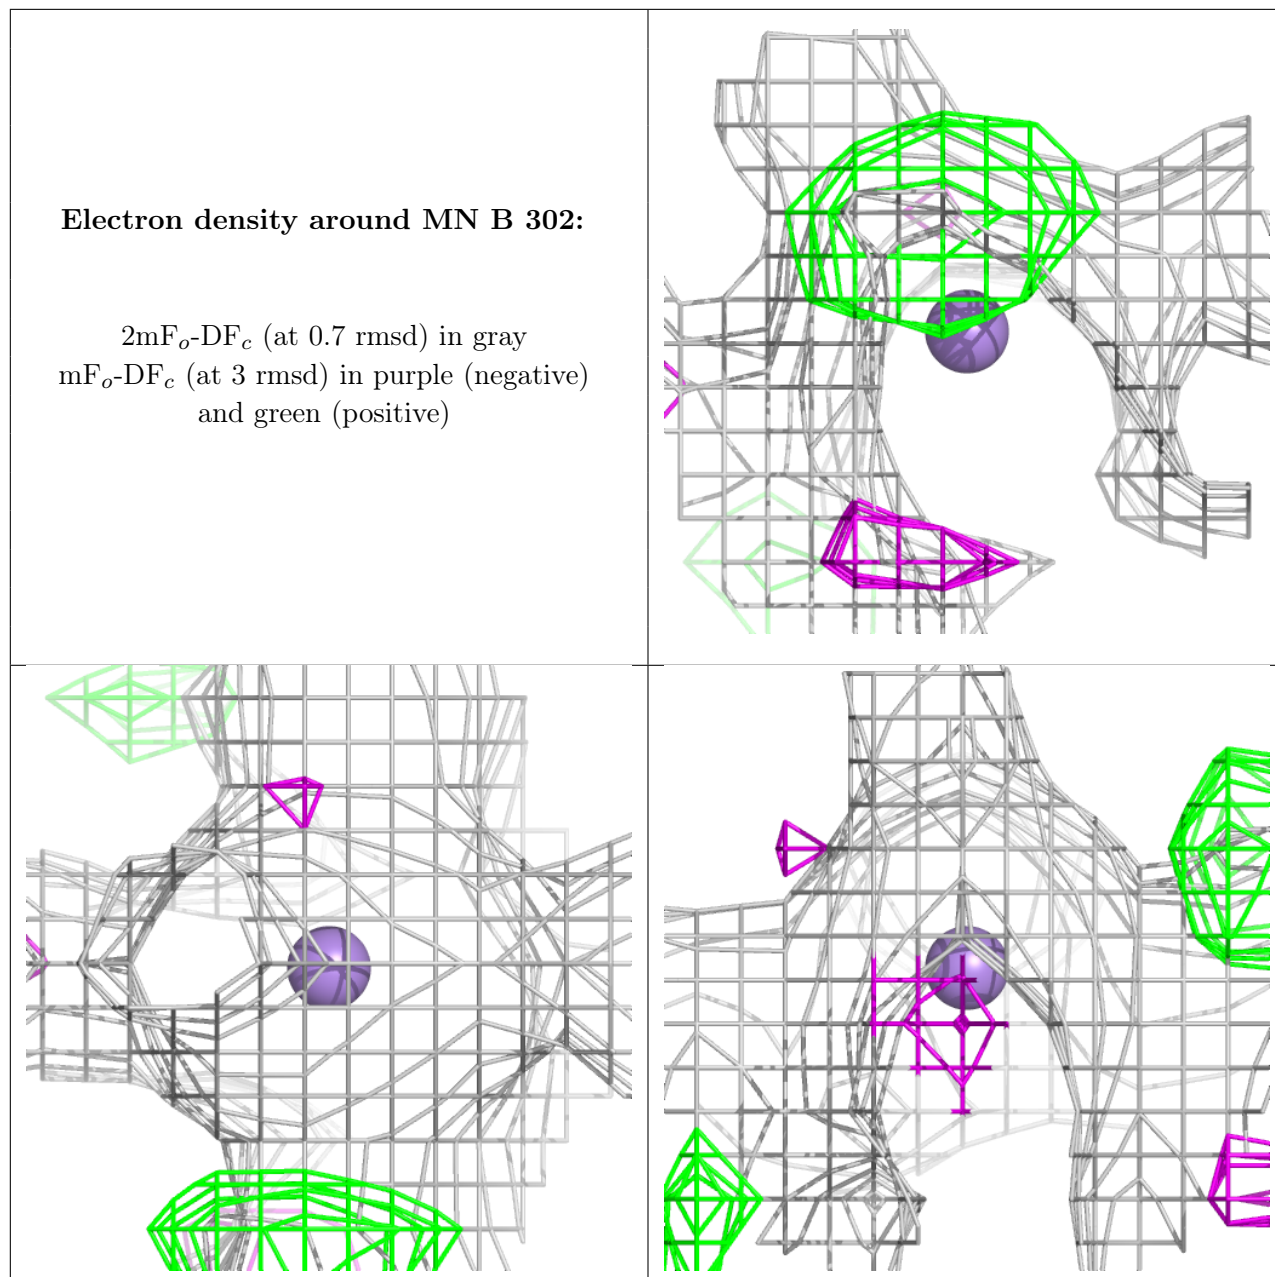 Electron density around MN B 302:
2mFₒ-DF𝑐 (at 0.7 rmsd) in gray
mFₒ-DF𝑐 (at 3 rmsd) in purple (negative)
and green (positive)